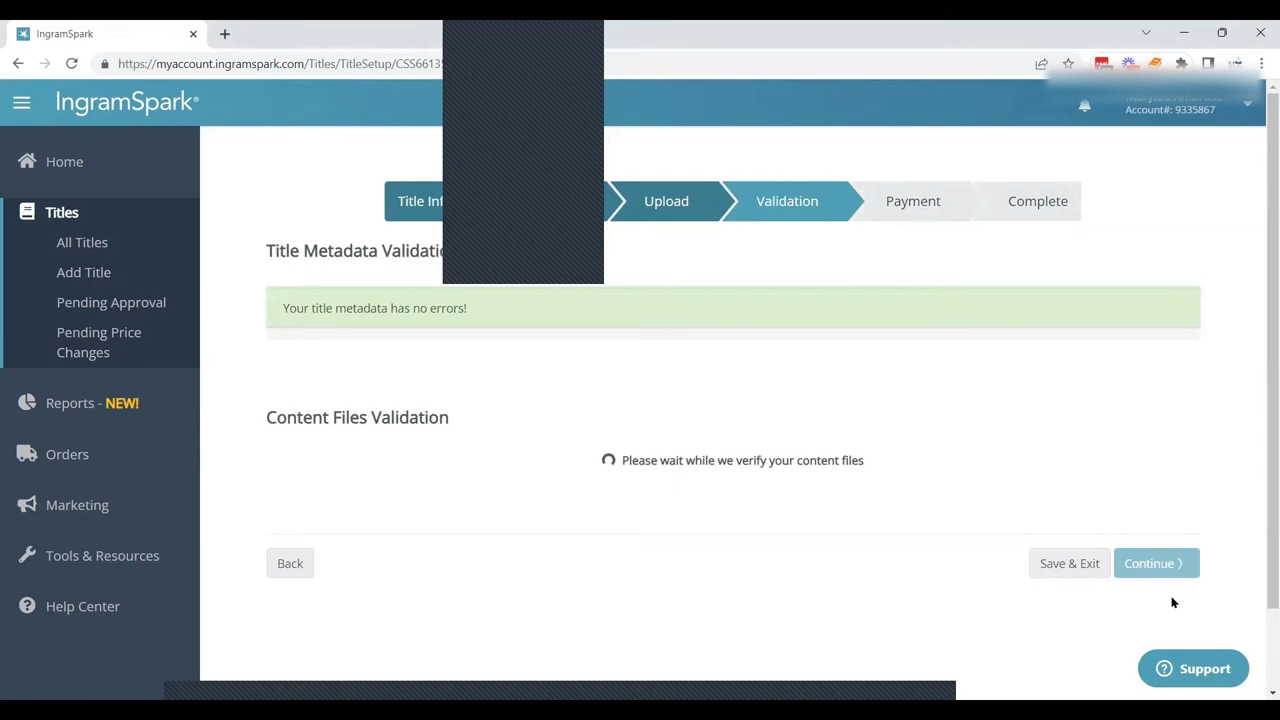 IngramSpark
https://myaccount.ingramspark.com/Titles/TitleSetup/CSS6613
IngramSpark®
Account#: 9335867
Home
Titles
All Titles
Add Title
Pending Approval
Pending Price
Changes
Reports - NEW!
Orders
Marketing
Tools & Resources
Help Center
Title Inf
Upload
Validation
Payment
Complete
Title Metadata Validatio
Your title metadata has no errors!
Content Files Validation
Please wait while we verify your content files
Back
Save & Exit
Continue 〉
Support